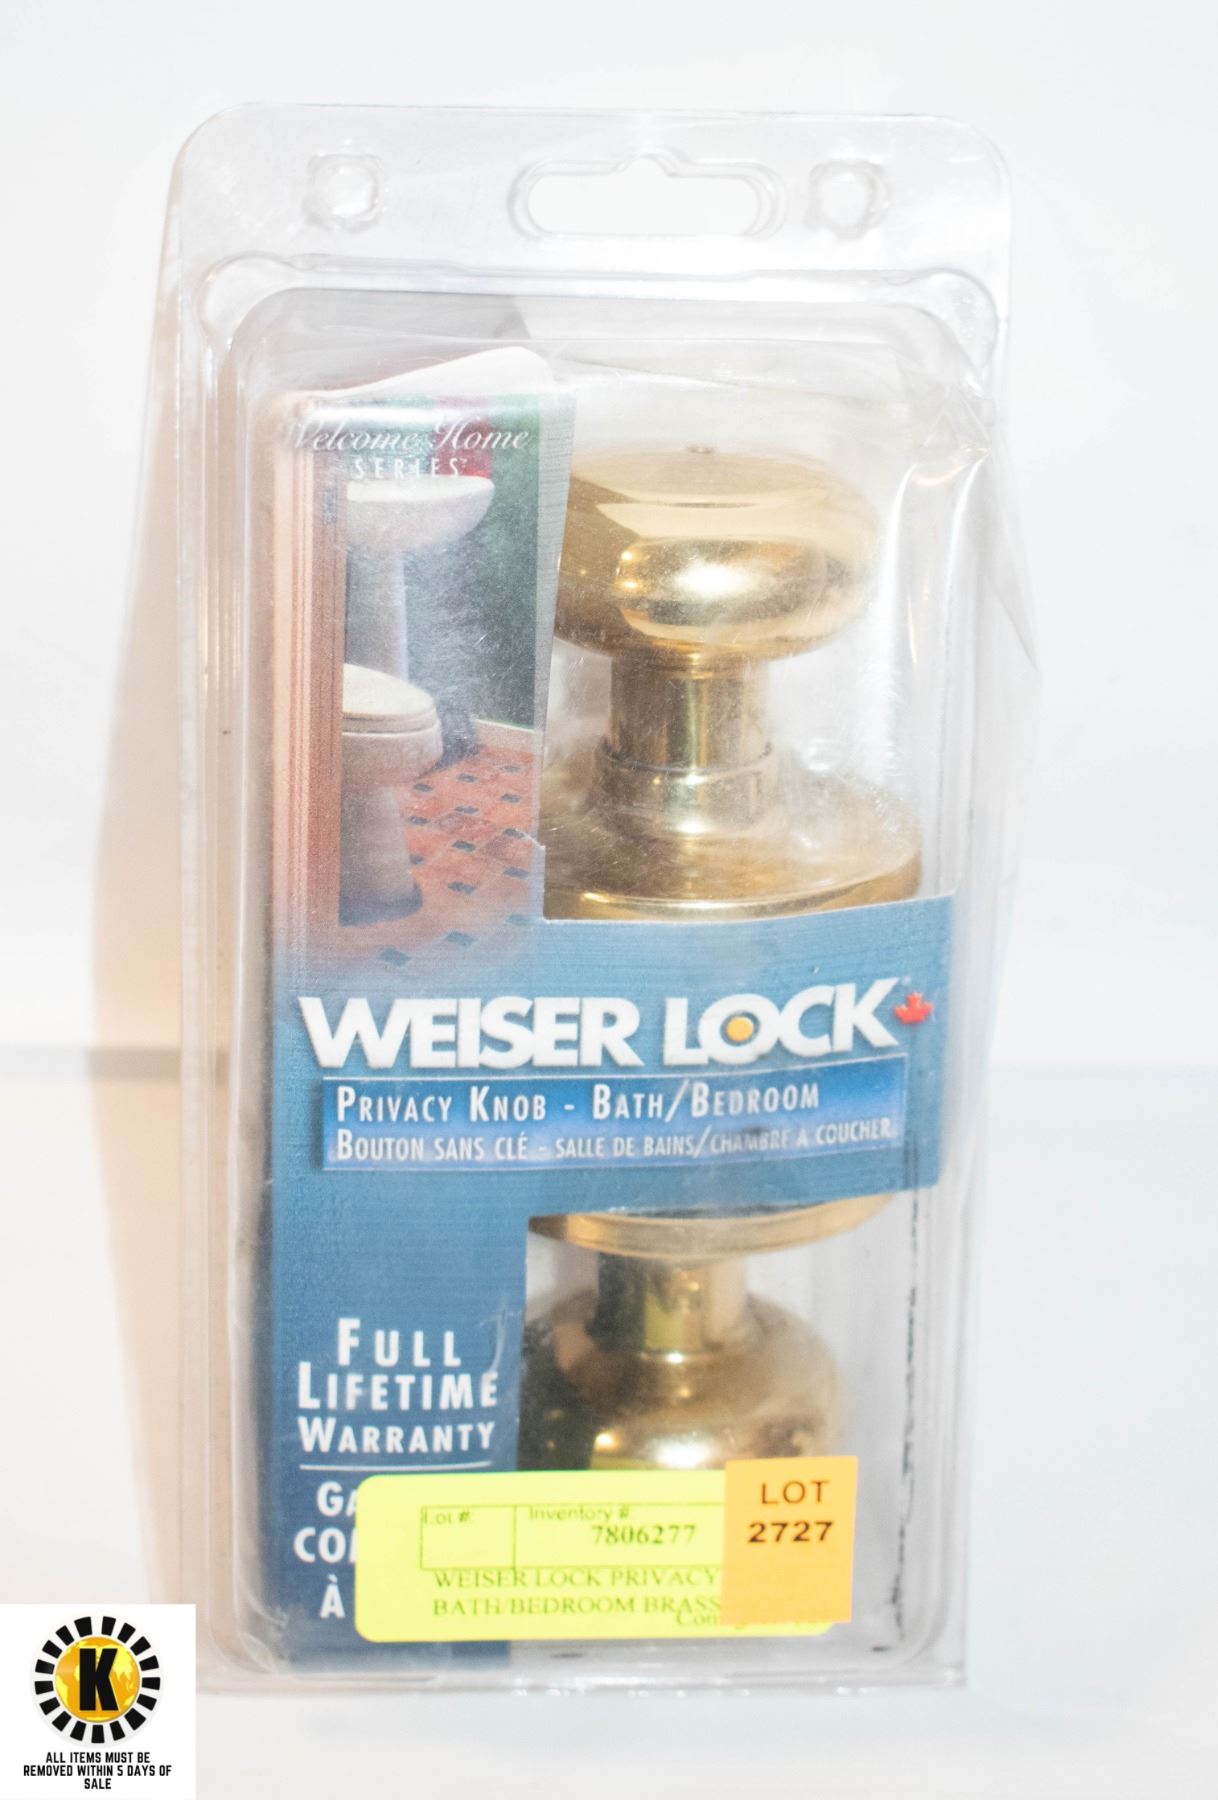 Welcome Home
SERIES
WEISER LOCK
PRIVACY KNOB - BATH/BEDROOM
BOUTON SANS CLÉ - SALLE DE BAINS/CHAMBRE À COUCHER
FULL
LIFETIME
WARRANTY
À
Lot #:
Inventory #:
7806277
WEISER LOCK PRIVACY
BATH/BEDROOM BRASS
LOT
2727
K
ALL ITEMS MUST BE
REMOVED WITHIN 5 DAYS OF
SALE